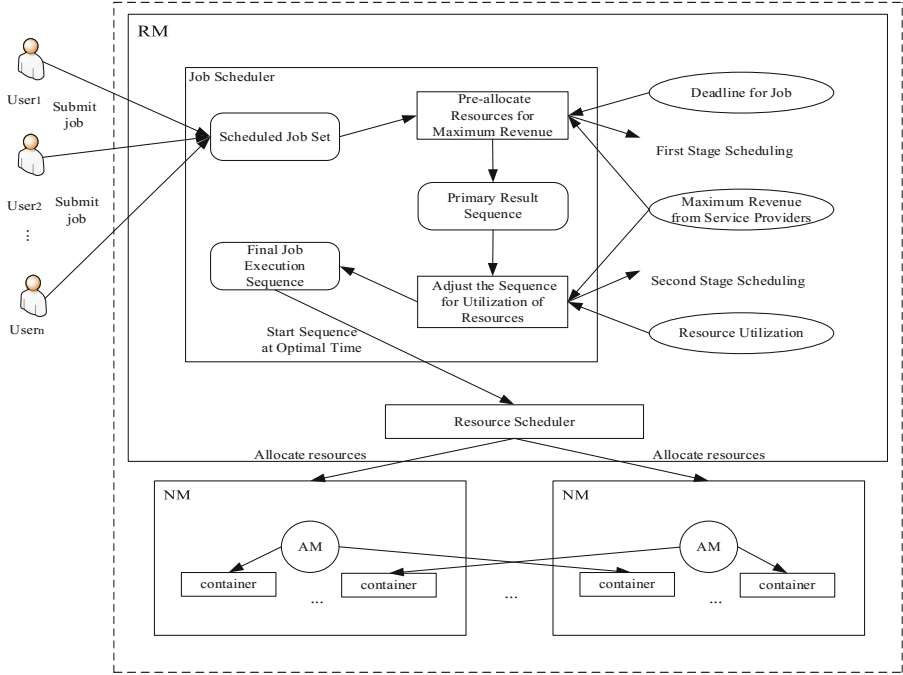 RM
Job Scheduler
User1
Submit
job
Scheduled Job Set
Pre-allocate
Resources for
Maximum Revenue
Deadline for Job
First Stage Scheduling
User2
Submit
job
⋮
Primary Result
Sequence
Maximum Revenue
from Service Providers
Final Job
Execution
Sequence
Adjust the Sequence
for Utilization of
Resources
Second Stage Scheduling
Usern
Start Sequence
at Optimal Time
Resource Utilization
Resource Scheduler
Allocate resources
Allocate resources
NM
AM
container
...
container
...
NM
AM
container
...
container